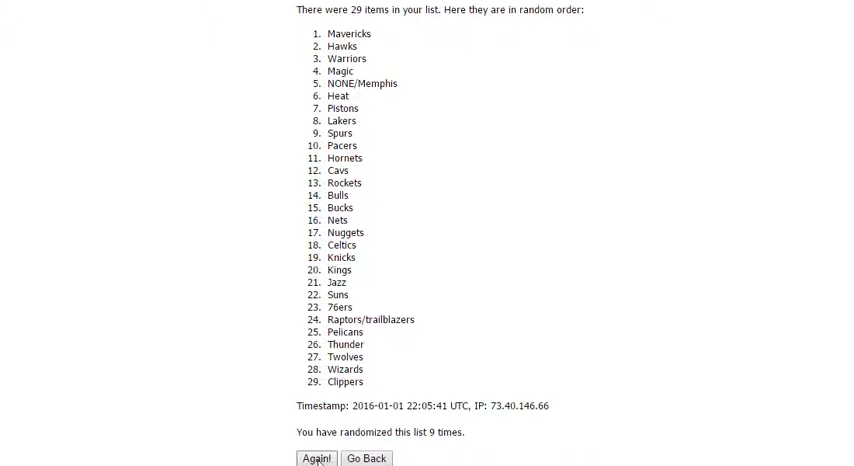 There were 29 items in your list. Here they are in random order:
1. Mavericks
2. Hawks
3. Warriors
4. Magic
5. NONE/Memphis
6. Heat
7. Pistons
8. Lakers
9. Spurs
10. Pacers
11. Hornets
12. Cavs
13. Rockets
14. Bulls
15. Bucks
16. Nets
17. Nuggets
18. Celtics
19. Knicks
20. Kings
21. Jazz
22. Suns
23. 76ers
24. Raptors/trailblazers
25. Pelicans
26. Thunder
27. Twolves
28. Wizards
29. Clippers
Timestamp: 2016-01-01 22:05:41 UTC, IP: 73.40.146.66
You have randomized this list 9 times.
Again! Go Back